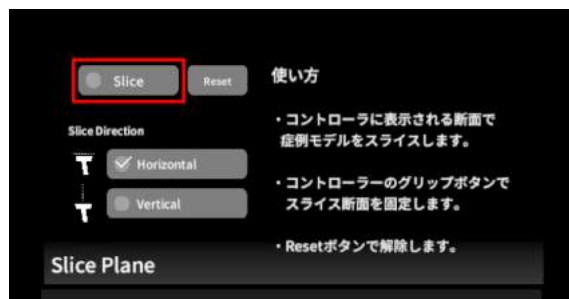 Slice
Reset
使い方
・コントローラに表示される断面で
症例モデルをスライスします。
Slice Direction
Horizontal
・コントローラーのグリップボタンで
スライス断面を固定します。
Vertical
・Resetボタンで解除します。
Slice Plane